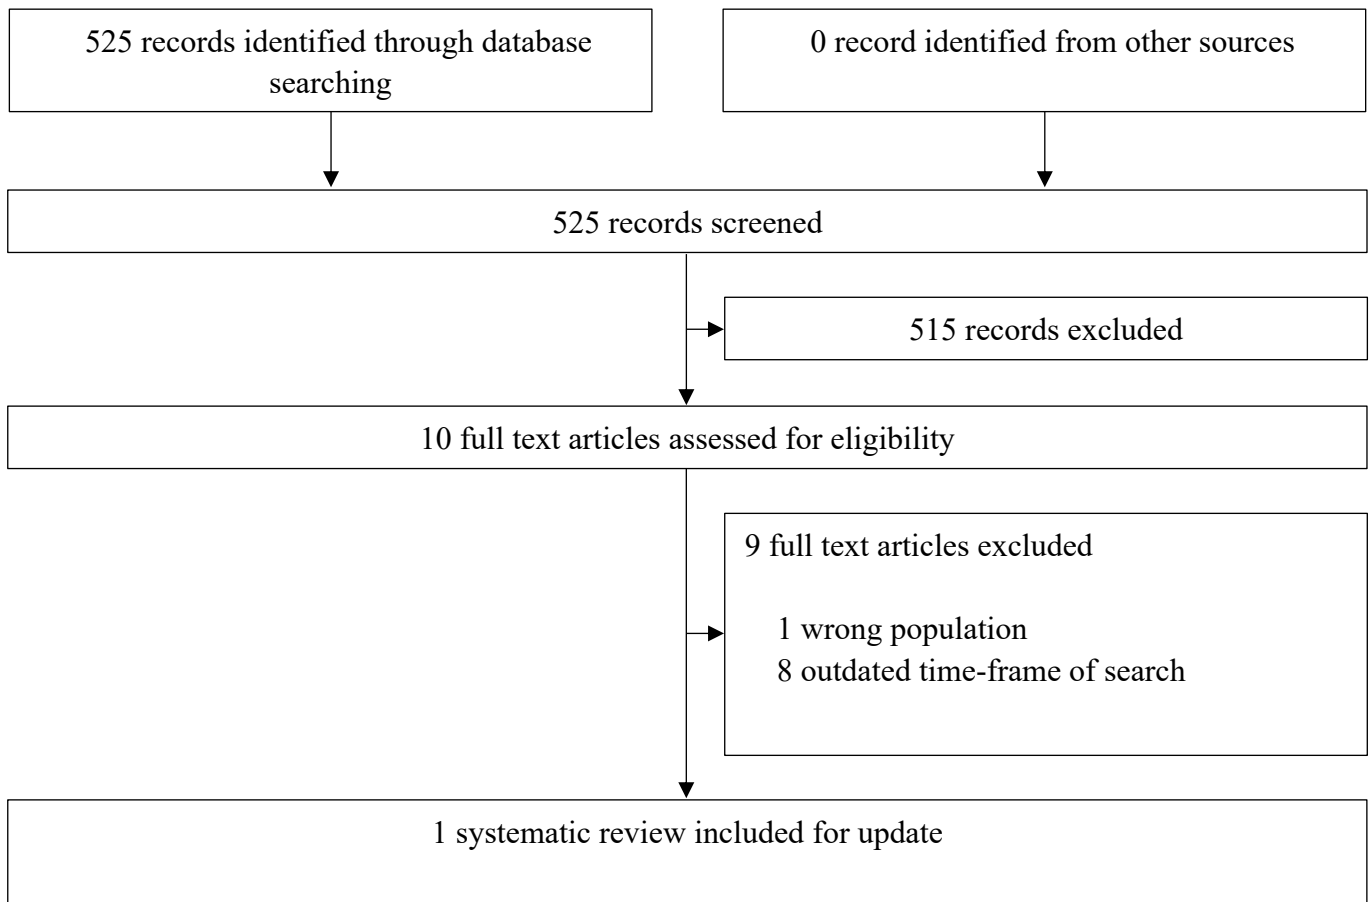 525 records identified through database
searching
0 record identified from other sources
525 records screened
515 records excluded
10 full text articles assessed for eligibility
9 full text articles excluded
1 wrong population
8 outdated time-frame of search
1 systematic review included for update